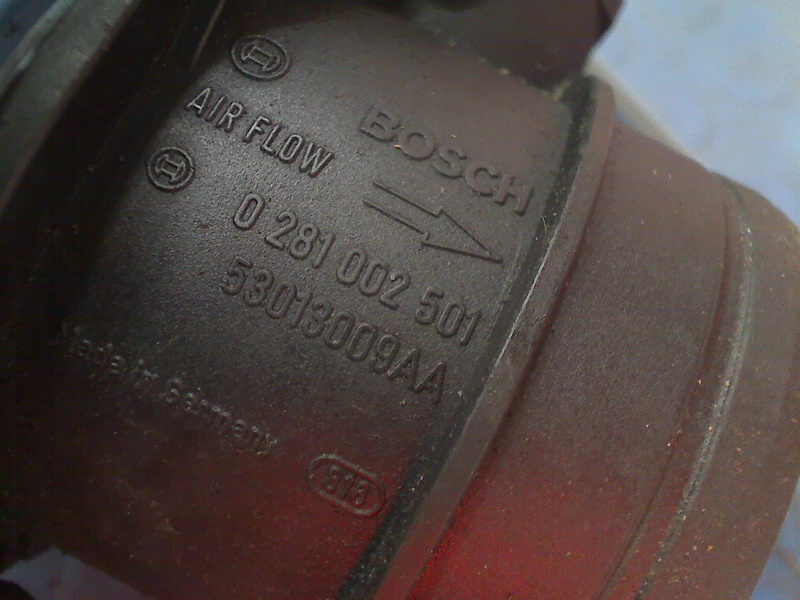 AIR FLOW
BOSCH
0 281 002 501
53013009AA
Made in Germany